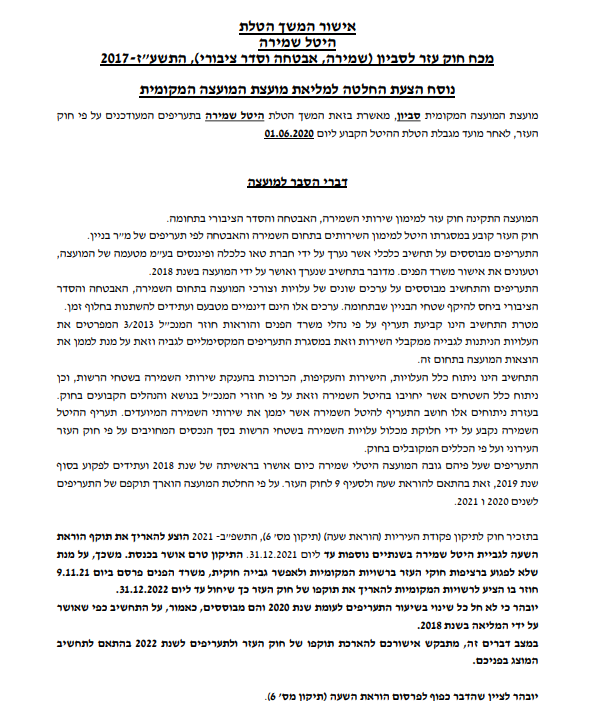 אישור המשך הטלת
היטל שמירה
מכח חוק עזר לסביון (שמירה, אבטחה וסדר ציבורי), התשע"ז-2017
נוסח הצעת החלטה למליאת מועצת המועצה המקומית
מועצת המועצה המקומית סביון, מאשרת בזאת המשך הטלת היטל שמירה בתעריפים המעודכנים על פי חוק
העזר, לאחר מועד מגבלת הטלת ההיטל הקבוע ליום 01.06.2020
דברי הסבר למועצה
המועצה התקינה חוק עזר למימון שירותי השמירה, האבטחה והסדר הציבורי בתחומה.
חוק העזר קובע במסגרתו היטל למימון השירותים בתחום השמירה והאבטחה לפי תעריפים של מ"ר בניין.
התעריפים מבוססים על תחשיב כלכלי אשר נערך על ידי חברת טאו כלכלה ופיננסים בע"מ מטעמה של המועצה,
וטעונים את אישור משרד הפנים. מדובר בתחשיב שנערך ואושר על ידי המועצה בשנת 2018.
התעריפים והתחשיב מבוססים על ערכים שונים של עלויות וצורכי המועצה בתחום השמירה, האבטחה והסדר
הציבורי ביחס להיקף שטחי הבניין שבתחומה. ערכים אלו הינם דינמיים מטבעם ועתידים להשתנות בחלוף זמן.
מטרת התחשיב הינו קביעת תעריף על פי נהלי משרד הפנים והוראות חוזר המנכ"ל 3/2013 המפרטים את
העלויות הניתנות לגבייה ממקבלי השירות וזאת במסגרת התעריפים המקסימליים לגביה וזאת על מנת לממן את
הוצאות המועצה בתחום זה.
התחשיב הינו ניתוח כלל העלויות, הישירות והעקיפות, הכרוכות בהענקת שירותי השמירה בשטחי הרשות, וכן
ניתוח כלל השטחים אשר יחויבו בהיטל השמירה וזאת על פי חוזרי המנכ"ל בנושא והנהלים הקבועים בחוק.
בעזרת ניתוחים אלו חושב התעריף להיטל השמירה אשר יממן את שירותי השמירה המיועדים. תעריף ההיטל
השמירה נקבע על ידי חלוקת מכלול עלויות השמירה בשטחי הרשות בסך הנכסים המחויבים על פי חוק העזר
העירוני ועל פי הכללים המקובלים בחוק.
התעריפים שעל פיהם גובה המועצה היטלי שמירה כיום אושרו בראשיתה של שנת 2018 ועתידים לפקוע בסוף
שנת 2019, זאת בהתאם להוראת שעה ולסעיף 9 לחוק העזר. על פי החלטת המועצה הוארך תוקפם של התעריפים
לשנים 2020 ו 2021.
בתזכיר חוק לתיקון פקודת העיריות (הוראת שעה) (תיקון מס' 6), התשפ"ב- 2021 הוצע להאריך את תוקף הוראת
השעה לגביית היטל שמירה בשנתיים נוספות עד ליום 31.12.2021. התיקון טרם אושר בכנסת. משכך, על מנת
שלא לפגוע ברציפות חוקי העזר ברשויות המקומיות ולאפשר גבייה חוקית, משרד הפנים פרסם ביום 9.11.21
חוזר בו הציע לרשויות המקומיות להאריך את תוקפו של חוק העזר כך שיחול עד ליום 31.12.2022.
יובהר כי לא חל כל שינוי בשיעור התעריפים לעומת שנת 2020 והם מבוססים, כאמור, על התחשיב כפי שאושר
על ידי המליאה בשנת 2018.
במצב דברים זה, מתבקש אישורכם להארכת תוקפו של חוק העזר ולתעריפים לשנת 2022 בהתאם לתחשיב
המוצג בפניכם.
יובהר לציין שהדבר כפוף לפרסום הוראת השעה (תיקון מס' 6).